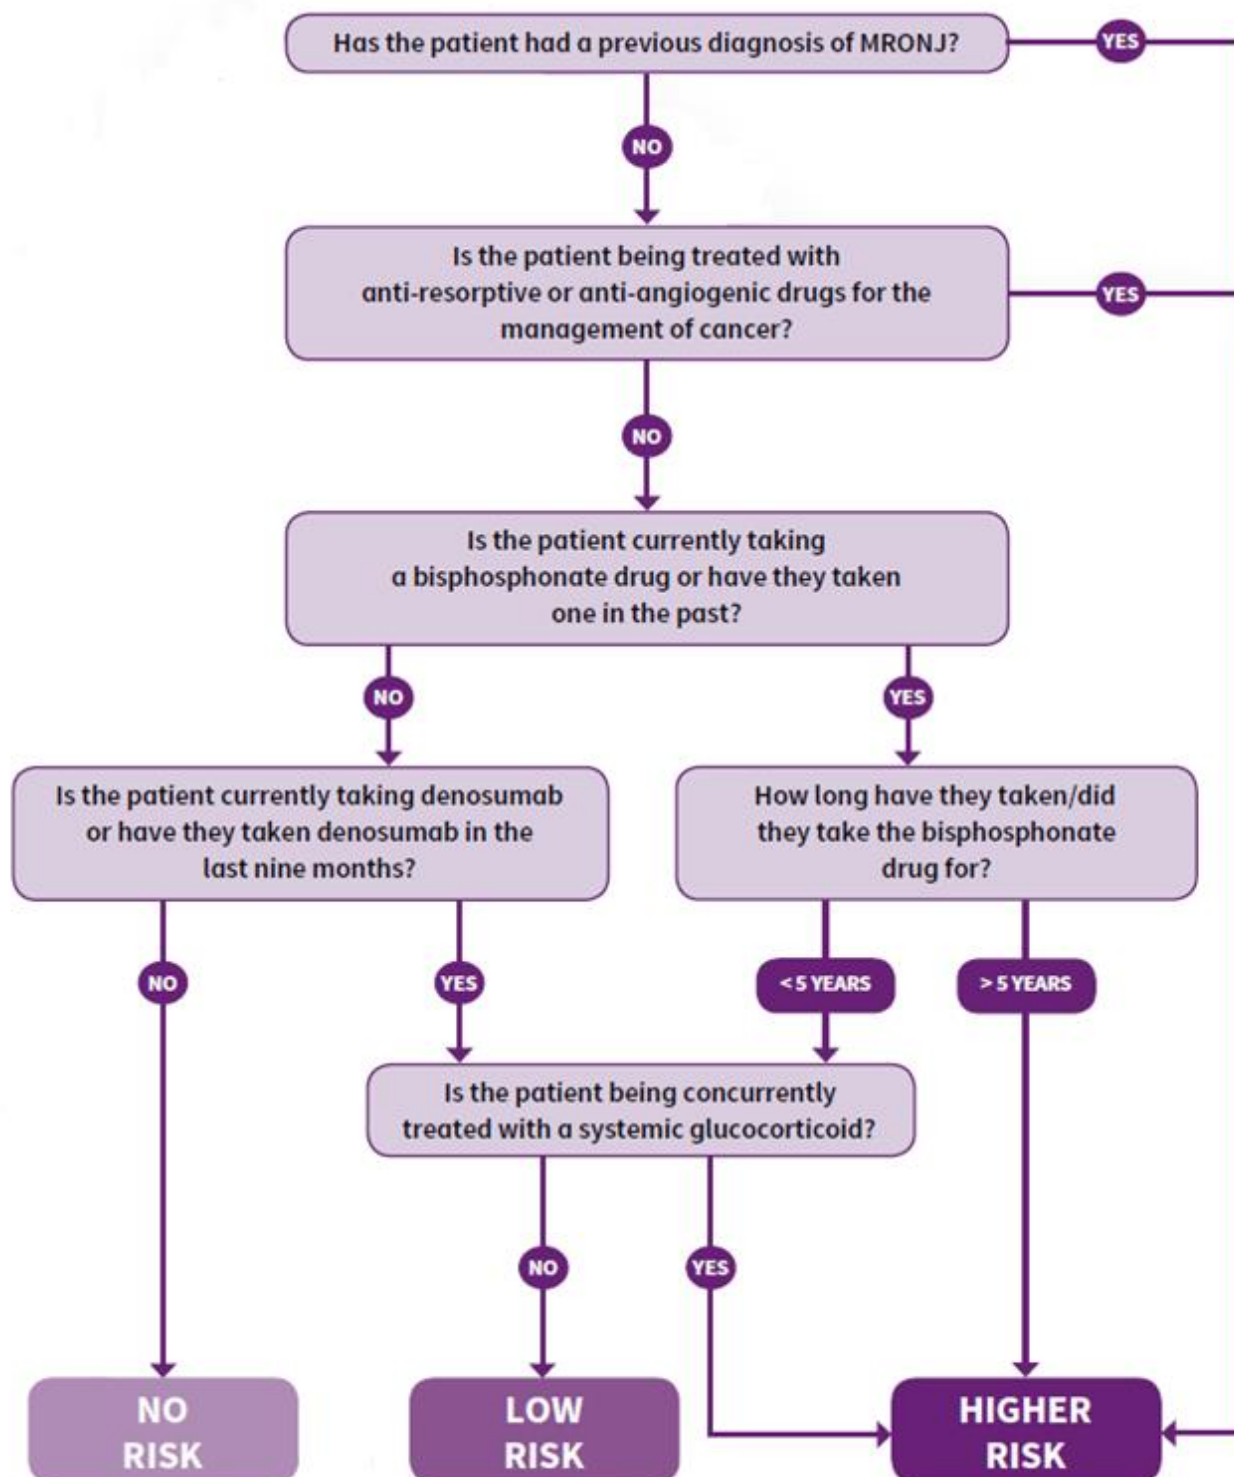 Has the patient had a previous diagnosis of MRONJ?
YES
NO
Is the patient being treated with
anti-resorptive or anti-angiogenic drugs for the
management of cancer?
YES
NO
Is the patient currently taking
a bisphosphonate drug or have they taken
one in the past?
NO
YES
Is the patient currently taking denosumab
or have they taken denosumab in the
last nine months?
How long have they taken/did
they take the bisphosphonate
drug for?
NO
YES
< 5 YEARS
> 5 YEARS
Is the patient being concurrently
treated with a systemic glucocorticoid?
NO
YES
NO
RISK
LOW
RISK
HIGHER
RISK